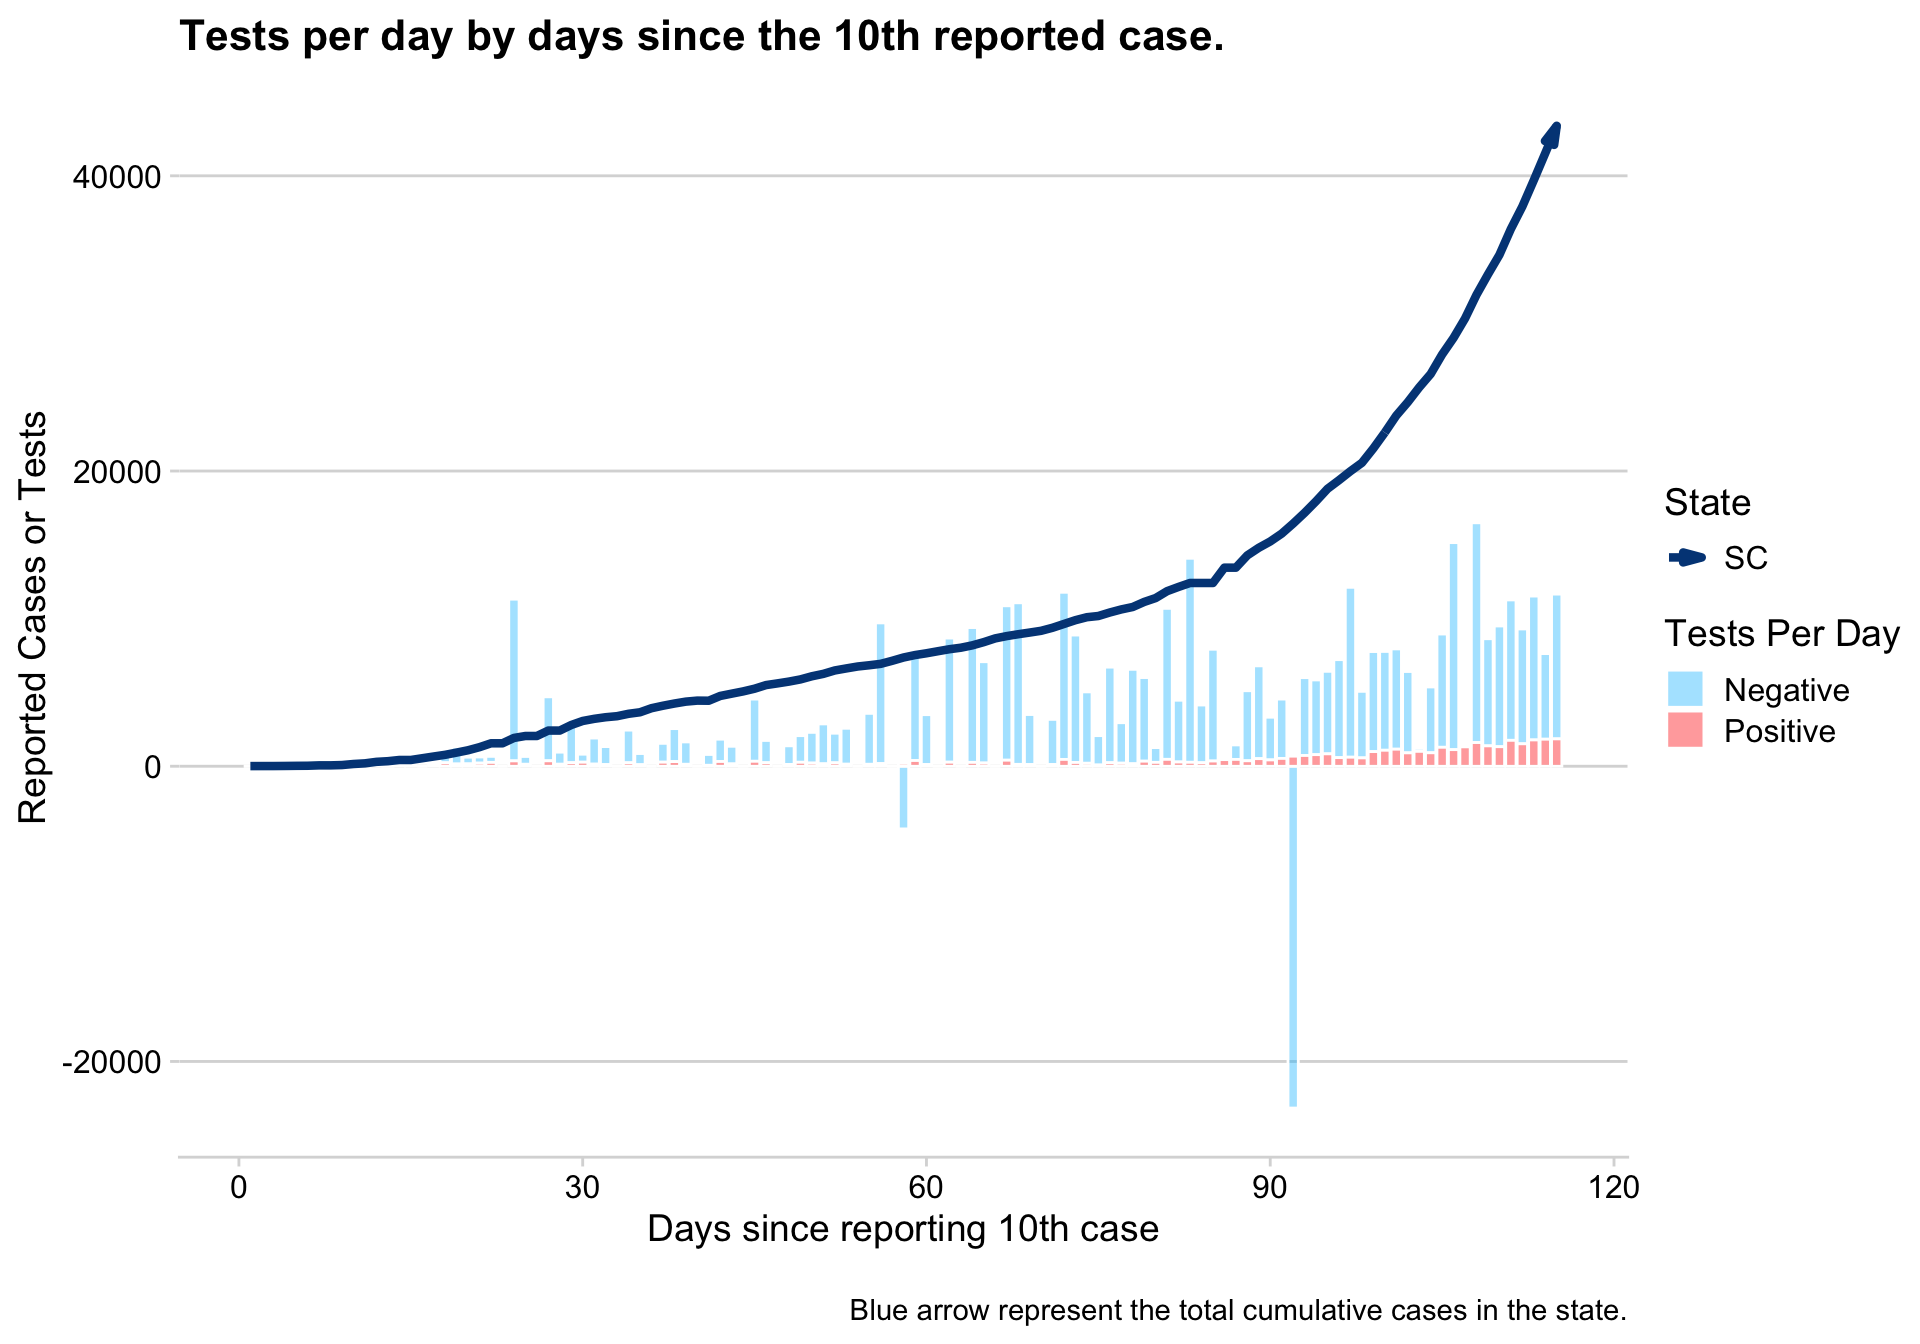 Tests per day by days since the 10th reported case.
40000
20000
0
-20000
Reported Cases or Tests
0 30 60 90 120
Days since reporting 10th case
State
SC
Tests Per Day
Negative
Positive
Blue arrow represent the total cumulative cases in the state.